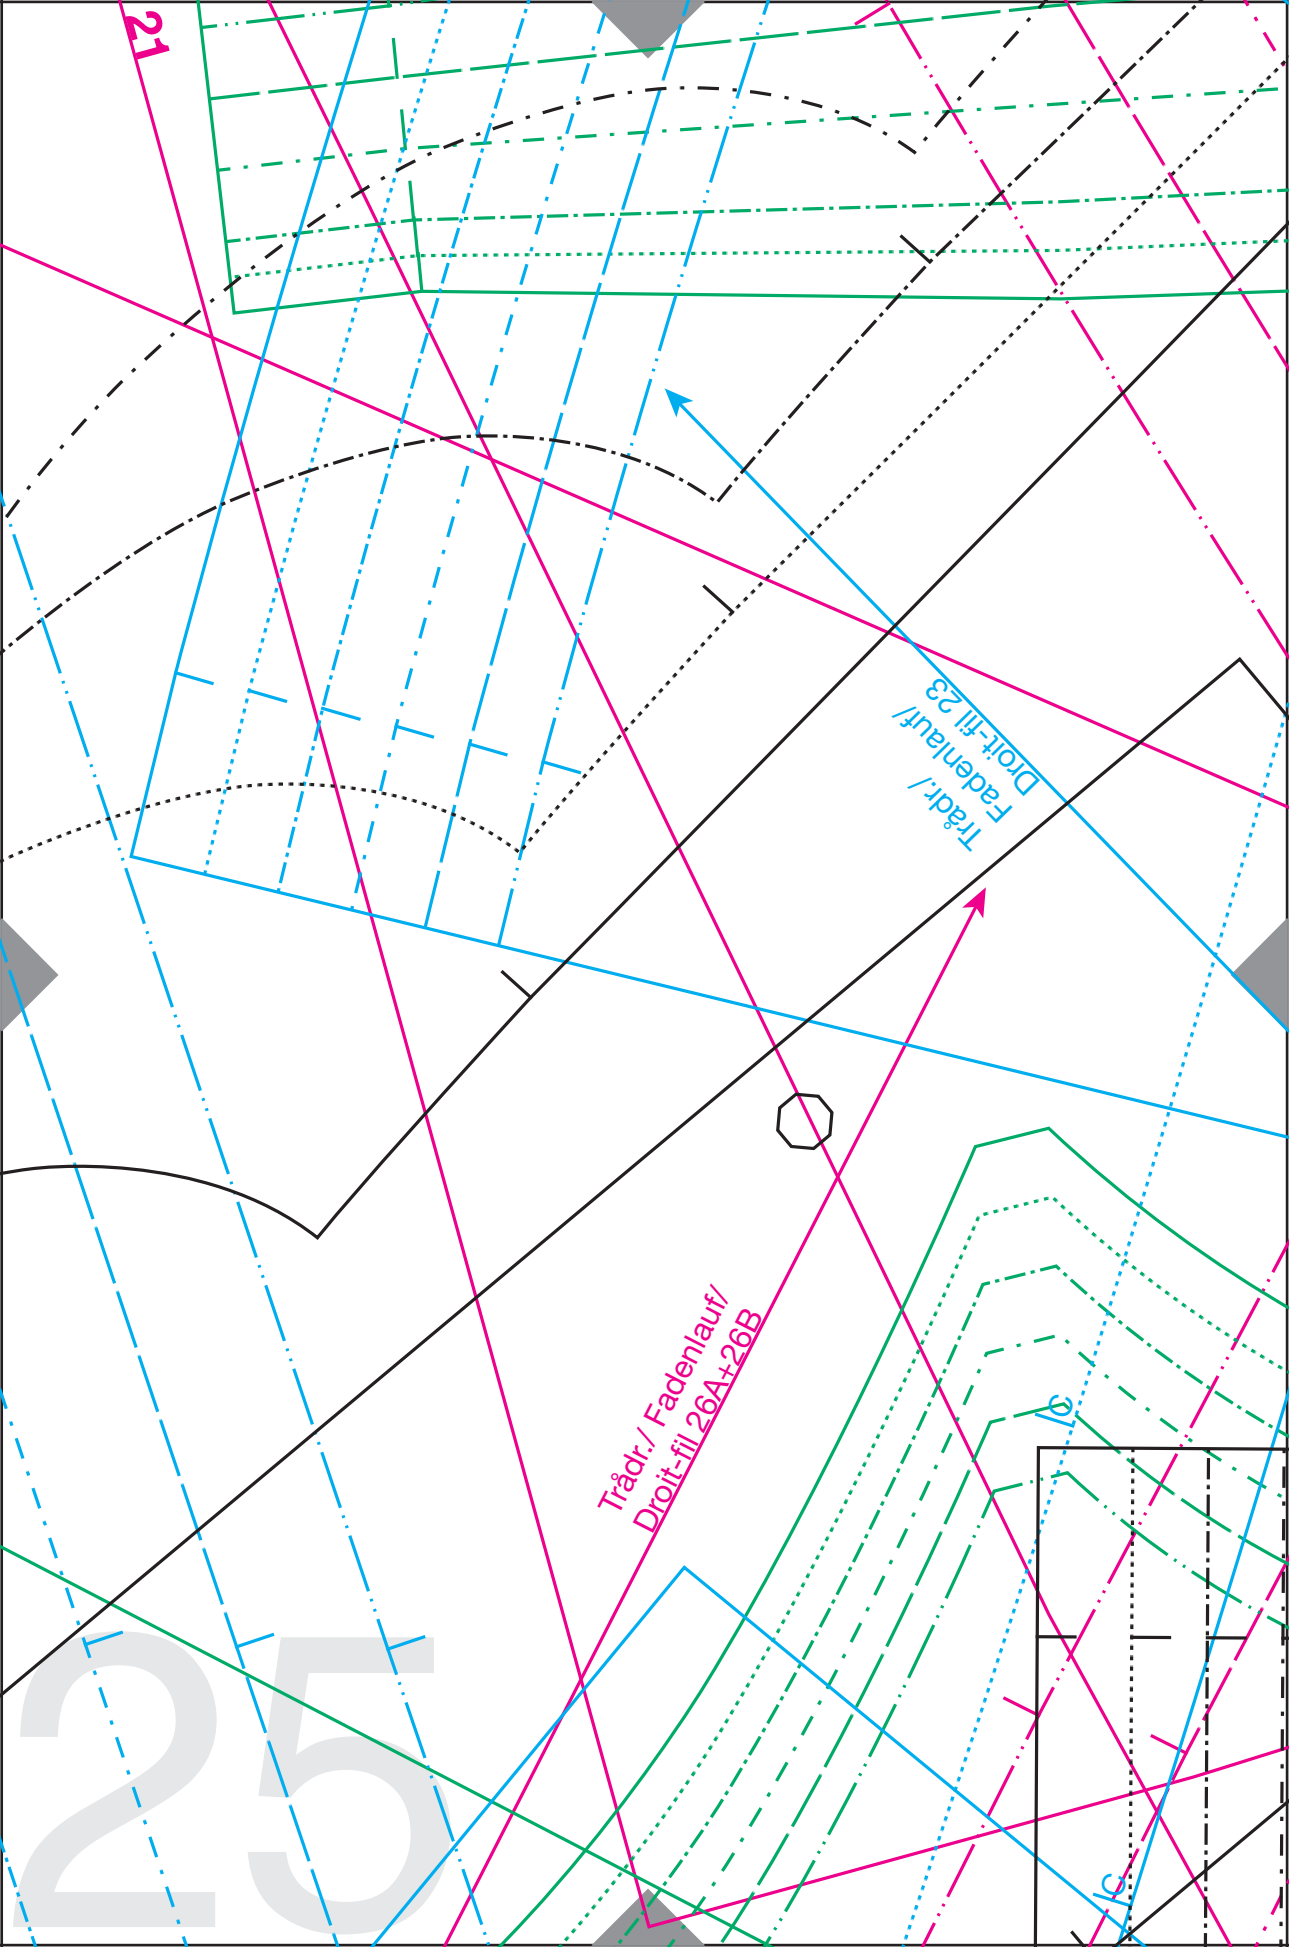 21
Trådr./
Fadenlauf/
Droit-fil 23
Trådr./ Fadenlauf/
Droit-fil 26A+26B
C
C
25